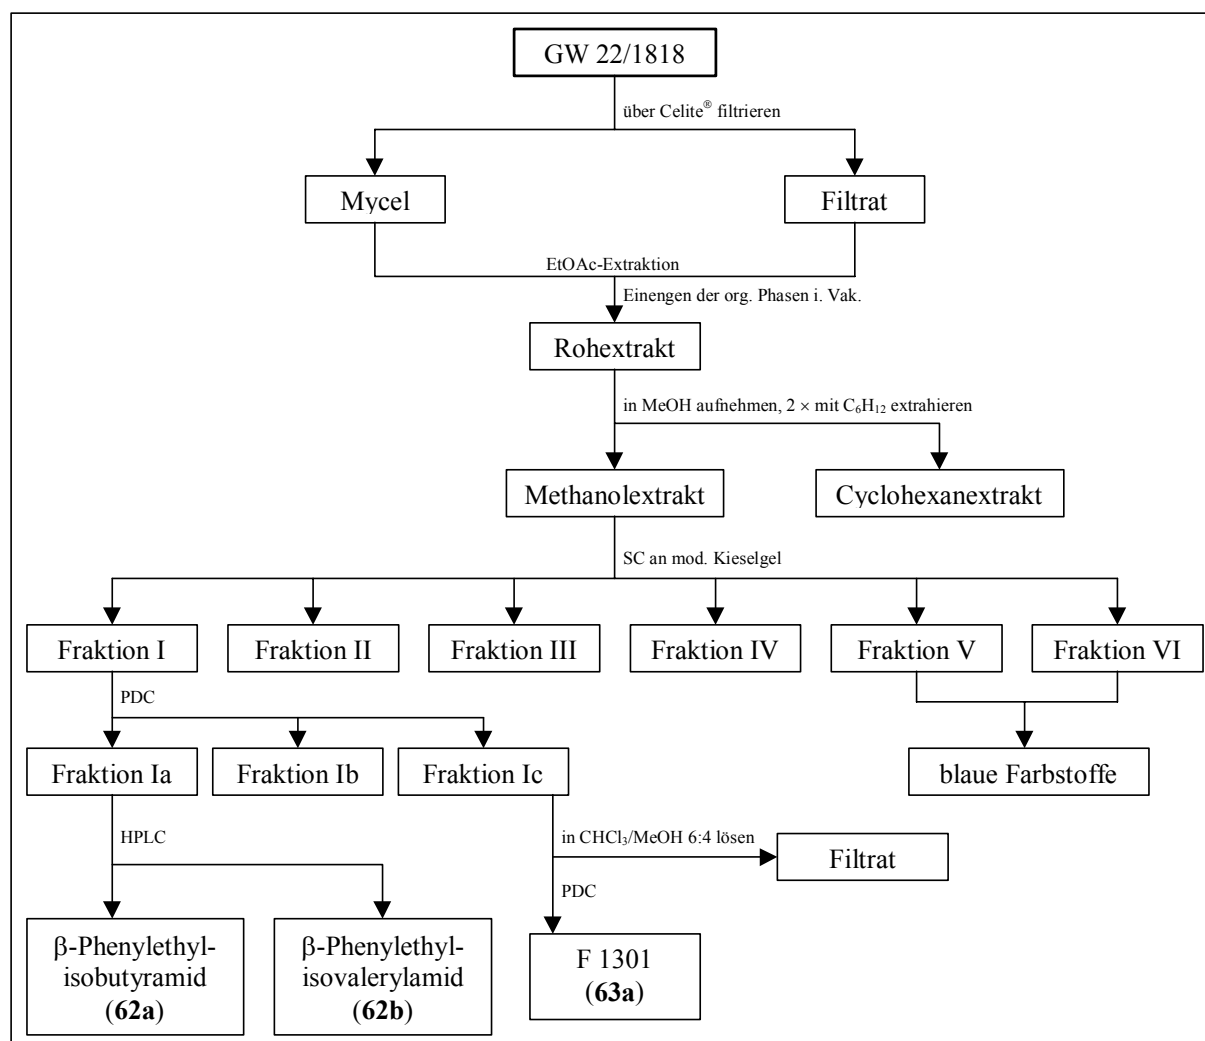 GW 22/1818
über Celite® filtrieren
Mycel
Filtrat
EtOAc-Extraktion
Einengen der org. Phasen i. Vak.
Rohextrakt
in MeOH aufnehmen, 2 × mit C₆H₁₂ extrahieren
Methanolextrakt
Cyclohexanextrakt
SC an mod. Kieselgel
Fraktion I
Fraktion II
Fraktion III
Fraktion IV
Fraktion V
Fraktion VI
PDC
Fraktion Ia
Fraktion Ib
Fraktion Ic
blaue Farbstoffe
HPLC
in CHCl₃/MeOH 6:4 lösen
Filtrat
PDC
β-Phenylethyl-
isobutyramid
(62a)
β-Phenylethyl-
isovalerylamid
(62b)
F 1301
(63a)